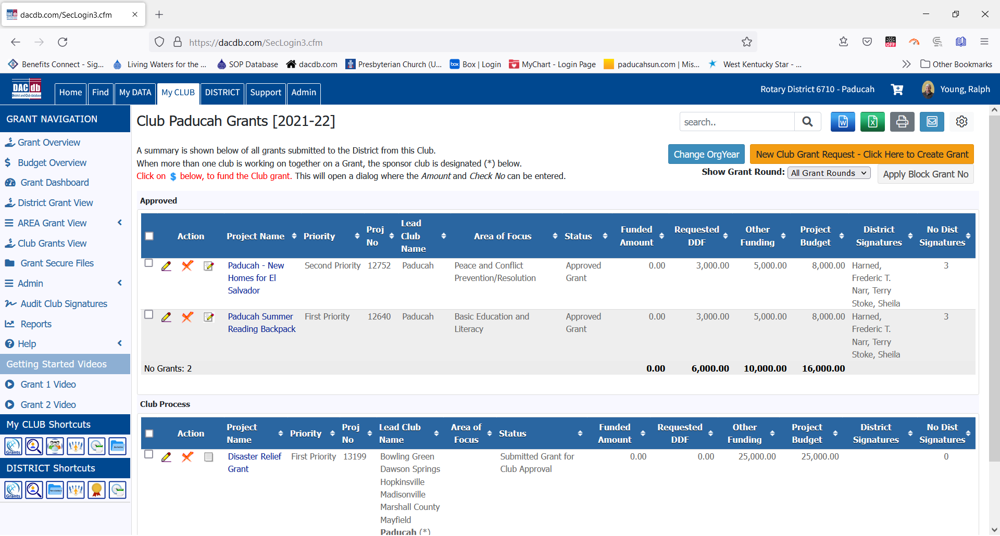 dacdb.com/SecLogin3.cfm
https://dacdb.com/SecLogin3.cfm
OFF
Benefits Connect - Sig... Living Waters for the ... SOP Database dacdb.com Presbyterian Church (U... box Box | Login MyChart - Login Page paducahsun.com | Mis... West Kentucky Star - ... Other Bookmarks
DAC db
District and Club database
Home Find My DATA My CLUB DISTRICT Support Admin
Rotary District 6710 - Paducah Young, Ralph
GRANT NAVIGATION
Grant Overview
Budget Overview
Grant Dashboard
District Grant View
AREA Grant View
Club Grants View
Grant Secure Files
Admin
Audit Club Signatures
Reports
Help
Getting Started Videos
Grant 1 Video
Grant 2 Video
My CLUB Shortcuts
Grants
DISTRICT Shortcuts
Grants
Club Paducah Grants [2021-22]
search..
A summary is shown below of all grants submitted to the District from this Club.
When more than one club is working on together on a Grant, the sponsor club is designated (*) below.
Click on $ below, to fund the Club grant. This will open a dialog where the Amount and Check No can be entered.
Change OrgYear New Club Grant Request - Click Here to Create Grant
Show Grant Round: All Grant Rounds Apply Block Grant No
Approved
Action Project Name Priority Proj No Lead Club Name Area of Focus Status Funded Amount Requested DDF Other Funding Project Budget District Signatures No Dist Signatures
Paducah - New Second Priority 12752 Paducah Peace and Conflict Approved 0.00 3,000.00 5,000.00 8,000.00 Harned, 3
Homes for El Prevention/Resolution Grant Frederic T.
Salvador Narr, Terry
Stoke, Sheila
Paducah Summer First Priority 12640 Paducah Basic Education and Approved 0.00 3,000.00 5,000.00 8,000.00 Harned, 3
Reading Backpack Literacy Grant Frederic T.
Narr, Terry
Stoke, Sheila
No Grants: 2 0.00 6,000.00 10,000.00 16,000.00
Club Process
Action Project Name Priority Proj No Lead Club Name Area of Focus Status Funded Amount Requested DDF Other Funding Project Budget District Signatures No Dist Signatures
Disaster Relief First Priority 13199 Bowling Green Submitted Grant for 0.00 0.00 25,000.00 25,000.00 0
Grant Dawson Springs Club Approval
Hopkinsville
Madisonville
Marshall County
Mayfield
Paducah (*)